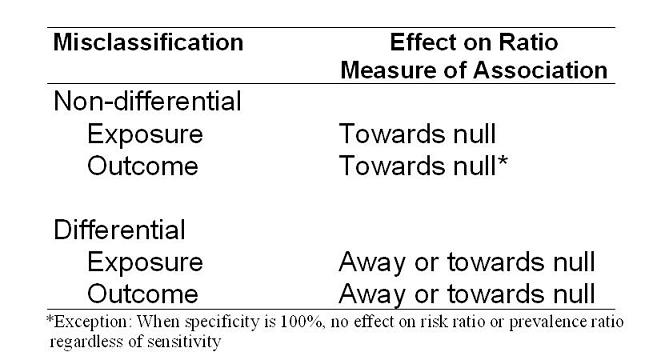 Misclassification Effect on Ratio
Measure of Association
Non-differential
Exposure Towards null
Outcome Towards null*
Differential
Exposure Away or towards null
Outcome Away or towards null
*Exception: When specificity is 100%, no effect on risk ratio or prevalence ratio
regardless of sensitivity